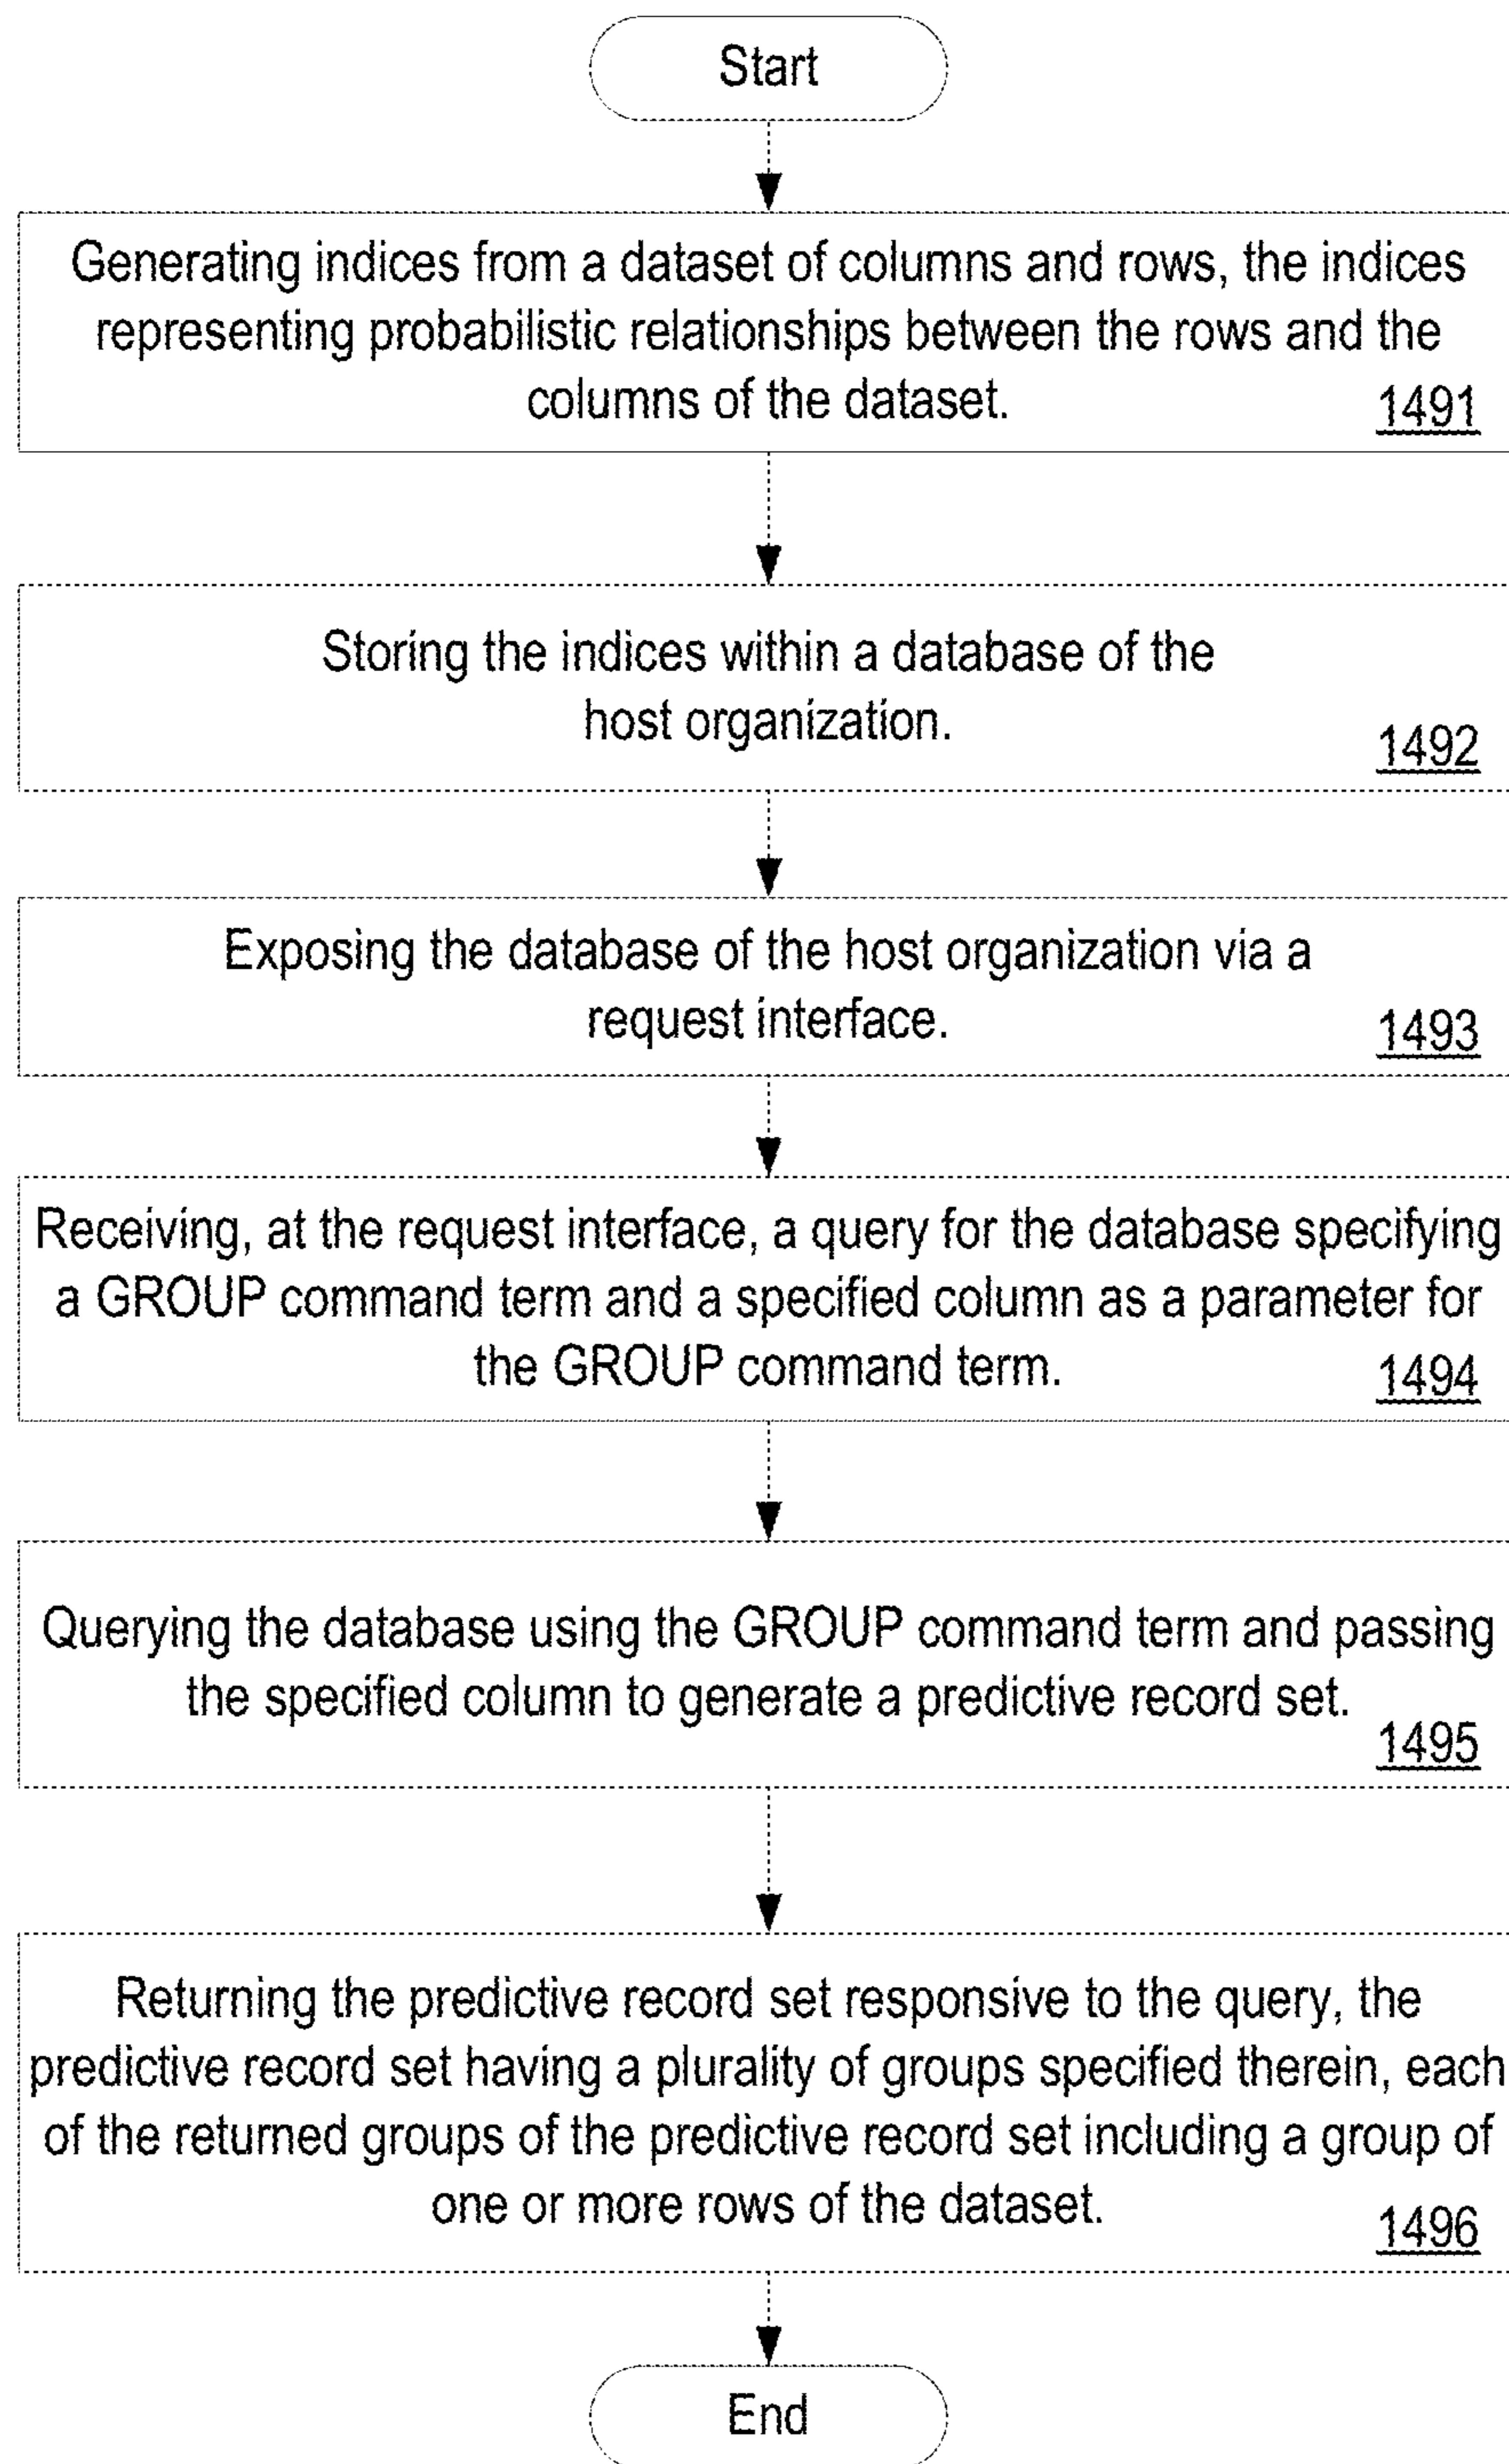 Start
Generating indices from a dataset of columns and rows, the indices
representing probabilistic relationships between the rows and the
columns of the dataset.
1491
Storing the indices within a database of the
host organization.
1492
Exposing the database of the host organization via a
request interface.
1493
Receiving, at the request interface, a query for the database specifying
a GROUP command term and a specified column as a parameter for
the GROUP command term.
1494
Querying the database using the GROUP command term and passing
the specified column to generate a predictive record set.
1495
Returning the predictive record set responsive to the query, the
predictive record set having a plurality of groups specified therein, each
of the returned groups of the predictive record set including a group of
one or more rows of the dataset.
1496
End